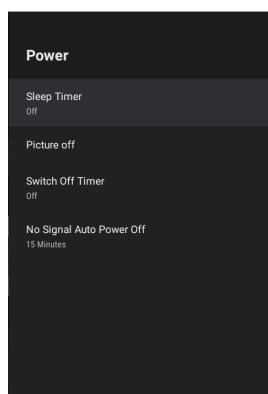 Power
Sleep Timer
Off
Picture off
Switch Off Timer
Off
No Signal Auto Power Off
15 Minutes